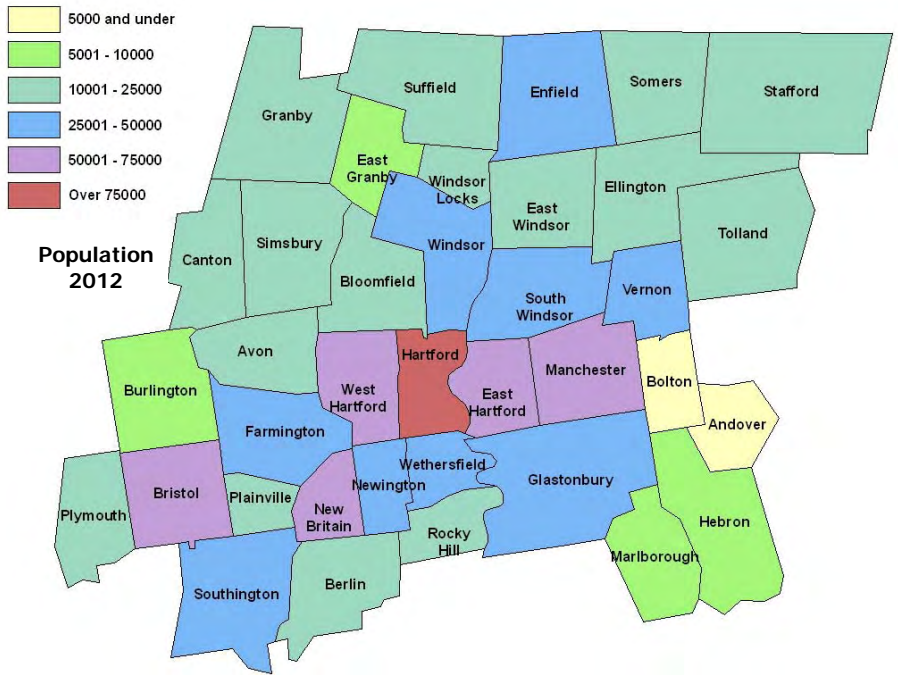 5000 and under
5001 - 10000
10001 - 25000
25001 - 50000
50001 - 75000
Over 75000
Population
2012
Suffield
Enfield
Somers
Stafford
Granby
East
Granby
Windsor
Locks
East
Windsor
Ellington
Tolland
Canton
Simsbury
Bloomfield
Windsor
South
Windsor
Vernon
Avon
Hartford
Burlington
West
Hartford
East
Hartford
Manchester
Bolton
Andover
Farmington
Wethersfield
Plymouth
Bristol
Plainville
New
Britain
Newington
Glastonbury
Rocky
Hill
Hebron
Marlborough
Southington
Berlin